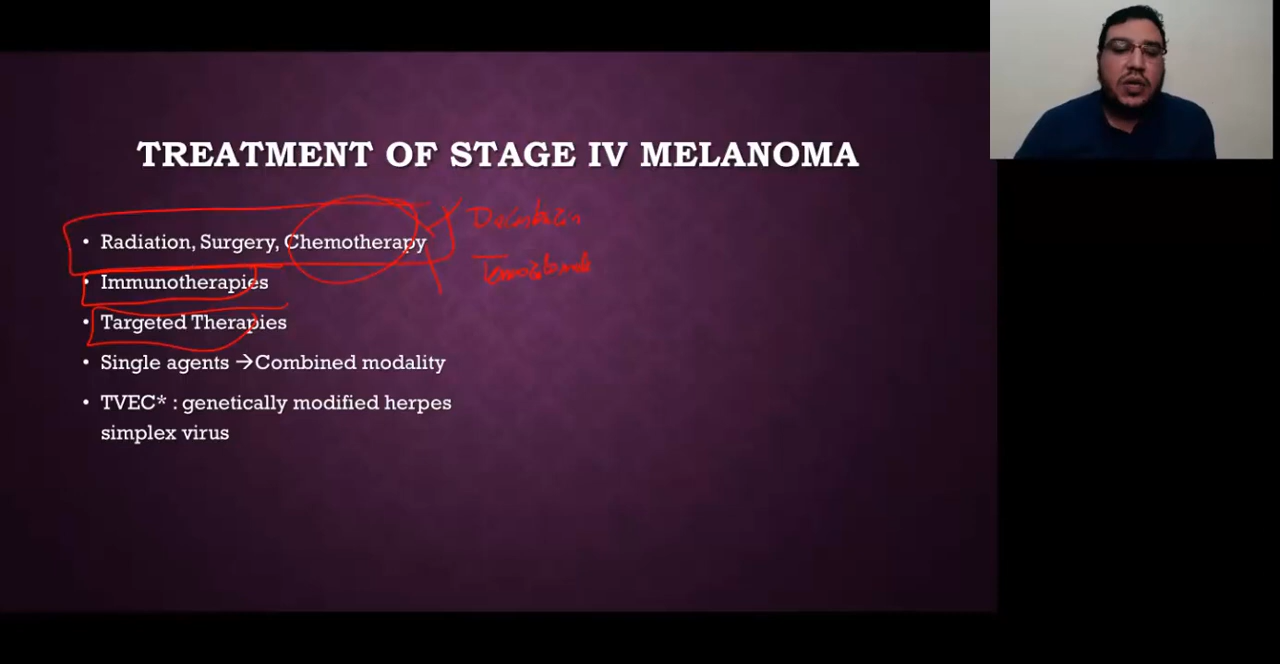 TREATMENT OF STAGE IV MELANOMA
• Radiation, Surgery, Chemotherapy
• Immunotherapies
• Targeted Therapies
• Single agents →Combined modality
• TVEC* : genetically modified herpes
simplex virus